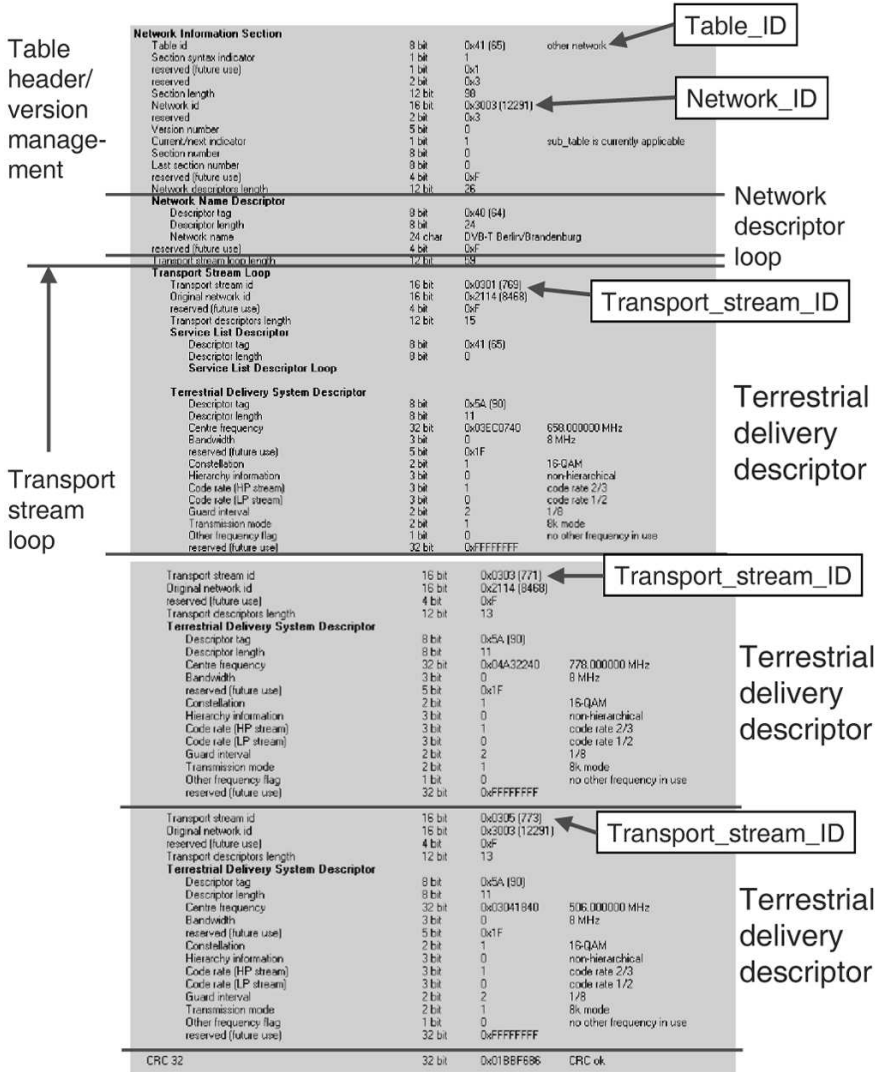 Table_ID
Network Information Section
Table id 8 bit 0x41 (65) other network
Section syntax indicator 1 bit 1
reserved (future use) 1 bit 0x1
reserved 2 bit 0x3
Section length 12 bit 98
Network id 16 bit 0x3003 (12291)
Network_ID
reserved 2 bit 0x3
Version number 5 bit 0
Current/next indicator 1 bit 1 sub_table is currently applicable
Section number 8 bit 0
Last section number 8 bit 0
reserved (future use) 4 bit 0xF
Network descriptors length 12 bit 26
Table
header/
version
manage-
ment
Network Name Descriptor
Descriptor tag 8 bit 0x40 (64)
Descriptor length 8 bit 24
Network name 24 char DVB-T Berlin/Brandenburg
reserved (future use) 4 bit 0xF
Transport stream loop length 12 bit 59
Network
descriptor
loop
Transport Stream Loop
Transport stream id 16 bit 0x0301 (769)
Original network id 16 bit 0x2114 (8468)
Transport_stream_ID
reserved (future use) 4 bit 0xF
Transport descriptors length 12 bit 15
Service List Descriptor
Descriptor tag 8 bit 0x41 (65)
Descriptor length 8 bit 0
Service List Descriptor Loop
Terrestrial Delivery System Descriptor
Descriptor tag 8 bit 0x5A (90)
Descriptor length 8 bit 11
Centre frequency 32 bit 0x03EC0740 658.000000 MHz
Bandwidth 3 bit 0 8 MHz
reserved (future use) 5 bit 0x1F
Constellation 2 bit 1 16-QAM
Hierarchy information 3 bit 0 non-hierarchical
Code rate (HP stream) 3 bit 1 code rate 2/3
Code rate (LP stream) 3 bit 0 code rate 1/2
Guard interval 2 bit 2 1/8
Transmission mode 2 bit 1 8k mode
Other frequency flag 1 bit 0 no other frequency in use
reserved (future use) 32 bit 0xFFFFFFFF
Terrestrial
delivery
descriptor
Transport
stream
loop
Transport stream id 16 bit 0x0303 (771)
Transport_stream_ID
Original network id 16 bit 0x2114 (8468)
reserved (future use) 4 bit 0xF
Transport descriptors length 12 bit 13
Terrestrial Delivery System Descriptor
Descriptor tag 8 bit 0x5A (90)
Descriptor length 8 bit 11
Centre frequency 32 bit 0x04A32240 778.000000 MHz
Bandwidth 3 bit 0 8 MHz
reserved (future use) 5 bit 0x1F
Constellation 2 bit 1 16-QAM
Hierarchy information 3 bit 0 non-hierarchical
Code rate (HP stream) 3 bit 1 code rate 2/3
Code rate (LP stream) 3 bit 0 code rate 1/2
Guard interval 2 bit 2 1/8
Transmission mode 2 bit 1 8k mode
Other frequency flag 1 bit 0 no other frequency in use
reserved (future use) 32 bit 0xFFFFFFFF
Terrestrial
delivery
descriptor
Transport stream id 16 bit 0x0305 (773)
Original network id 16 bit 0x3003 (12291)
Transport_stream_ID
reserved (future use) 4 bit 0xF
Transport descriptors length 12 bit 13
Terrestrial Delivery System Descriptor
Descriptor tag 8 bit 0x5A (90)
Descriptor length 8 bit 11
Centre frequency 32 bit 0x03041840 506.000000 MHz
Bandwidth 3 bit 0 8 MHz
reserved (future use) 5 bit 0x1F
Constellation 2 bit 1 16-QAM
Hierarchy information 3 bit 0 non-hierarchical
Code rate (HP stream) 3 bit 1 code rate 2/3
Code rate (LP stream) 3 bit 0 code rate 1/2
Guard interval 2 bit 2 1/8
Transmission mode 2 bit 1 8k mode
Other frequency flag 1 bit 0 no other frequency in use
reserved (future use) 32 bit 0xFFFFFFFF
Terrestrial
delivery
descriptor
CRC 32 32 bit 0x01BBF686 CRC ok